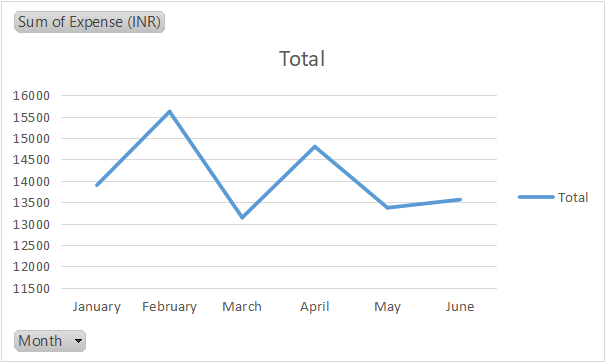 Sum of Expense (INR)
Total
16000
15500
15000
14500
14000
13500
13000
12500
12000
11500
January February March April May June
Total
Month